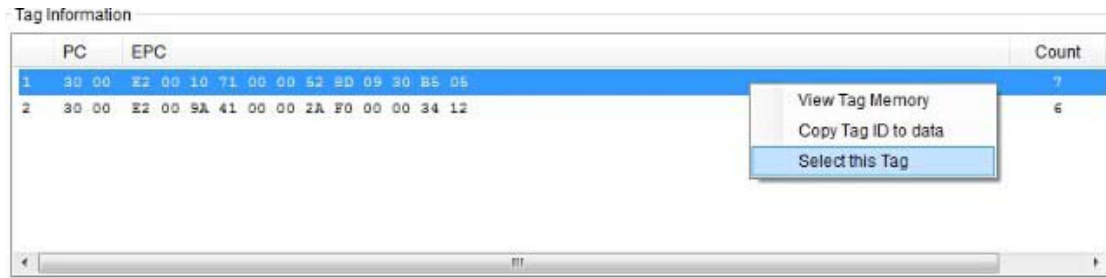 Tag Information
PC EPC Count
1 30 00 E2 00 10 71 00 00 52 BD 09 30 B5 05 7
2 30 00 E2 00 9A 41 00 00 2A F0 00 00 34 12 6
View Tag Memory
Copy Tag ID to data
Select this Tag